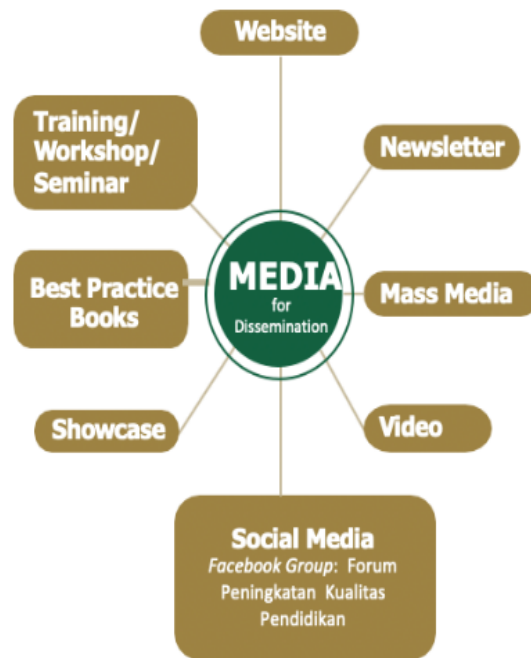 Website
Training/
Workshop/
Seminar
Newsletter
MEDIA
for
Dissemination
Best Practice
Books
Mass Media
Showcase
Video
Social Media
Facebook Group: Forum
Peningkatan Kualitas
Pendidikan